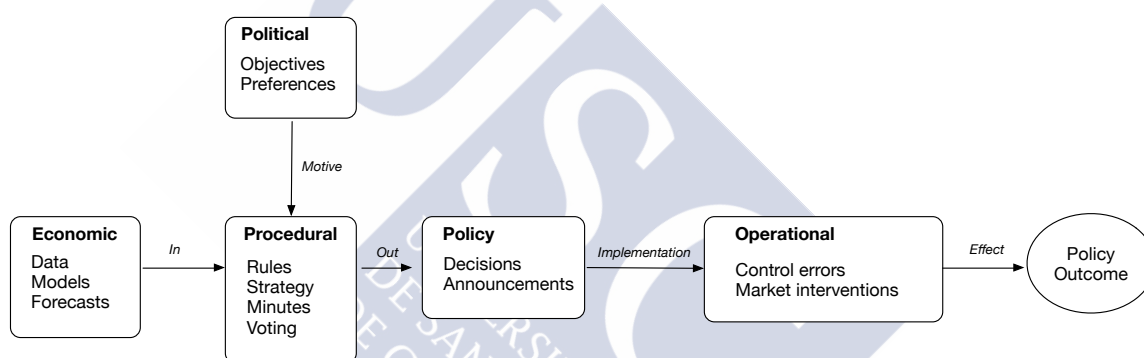 Political
Objectives
Preferences
Motive
Economic
Data
Models
Forecasts
In
Procedural
Rules
Strategy
Minutes
Voting
Out
Policy
Decisions
Announcements
Implementation
Operational
Control errors
Market interventions
Effect
Policy
Outcome